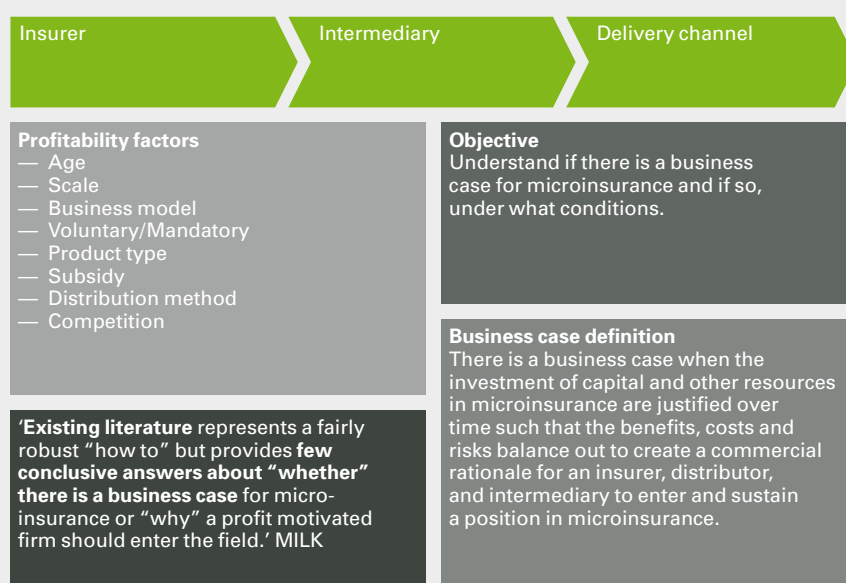 Insurer
Intermediary
Delivery channel
Profitability factors
— Age
— Scale
— Business model
— Voluntary/Mandatory
— Product type
— Subsidy
— Distribution method
— Competition
‘Existing literature represents a fairly
robust “how to” but provides few
conclusive answers about “whether”
there is a business case for micro-
insurance or “why” a profit motivated
firm should enter the field.’ MILK
Objective
Understand if there is a business
case for microinsurance and if so,
under what conditions.
Business case definition
There is a business case when the
investment of capital and other resources
in microinsurance are justified over
time such that the benefits, costs and
risks balance out to create a commercial
rationale for an insurer, distributor,
and intermediary to enter and sustain
a position in microinsurance.